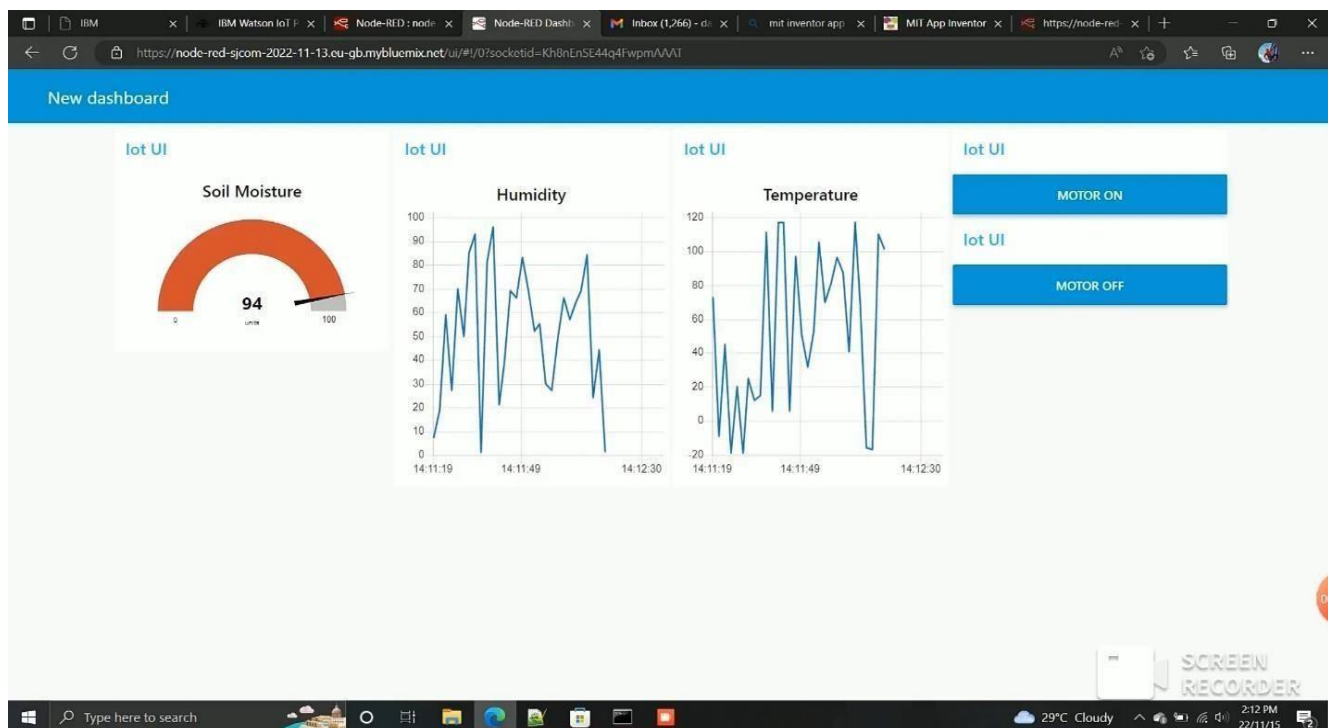 IBM
IBM Watson IoT P
Node-RED : node
Node-RED Dashb
Inbox (1,266) - da
mit inventor app
MIT App Inventor
https://node-red-
https://node-red-sjcom-2022-11-13.eu-gb.mybluemix.net/ui/#!/0?socketid=Kh8nEnSE44q4FwpmAAAT
New dashboard
Iot UI
Soil Moisture
94
units
0
100
Iot UI
Humidity
100
90
80
70
60
50
40
30
20
10
0
14:11:19
14:11:49
14:12:30
Iot UI
Temperature
120
100
80
60
40
20
0
-20
14:11:19
14:11:49
14:12:30
Iot UI
MOTOR ON
Iot UI
MOTOR OFF
SCREEN
RECORDER
Type here to search
29°C Cloudy
2:12 PM
22/11/15
2